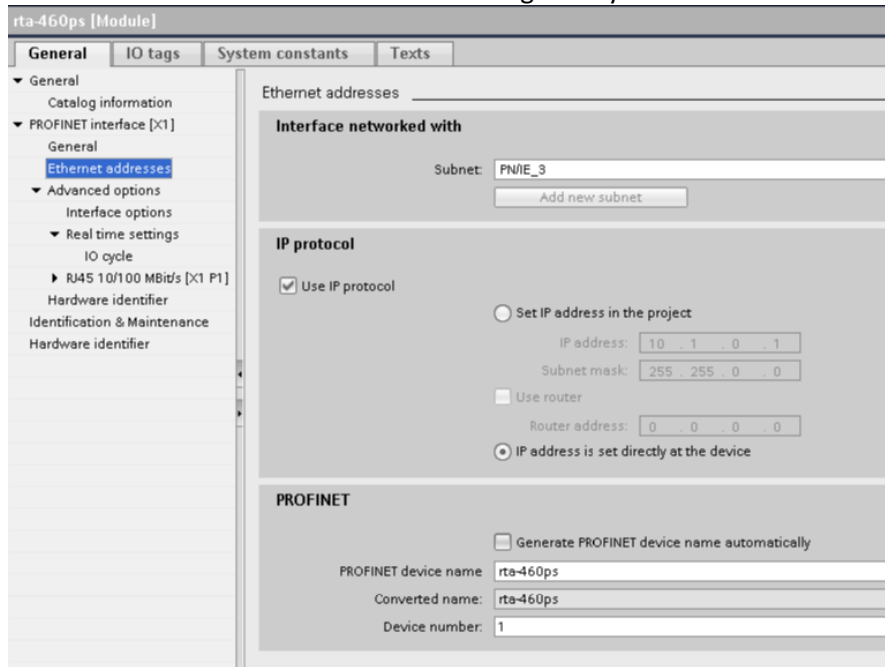 rta-460ps [Module]
General IO tags System constants Texts
General
Catalog information
PROFINET interface [X1]
General
Ethernet addresses
Advanced options
Interface options
Real time settings
IO cycle
RJ45 10/100 MBit/s [X1 P1]
Hardware identifier
Identification & Maintenance
Hardware identifier
Ethernet addresses
Interface networked with
Subnet: PN/IE_3
Add new subnet
IP protocol
Use IP protocol
Set IP address in the project
IP address: 10 . 1 . 0 . 1
Subnet mask: 255 . 255 . 0 . 0
Use router
Router address: 0 . 0 . 0 . 0
IP address is set directly at the device
PROFINET
Generate PROFINET device name automatically
PROFINET device name rta-460ps
Converted name: rta-460ps
Device number: 1